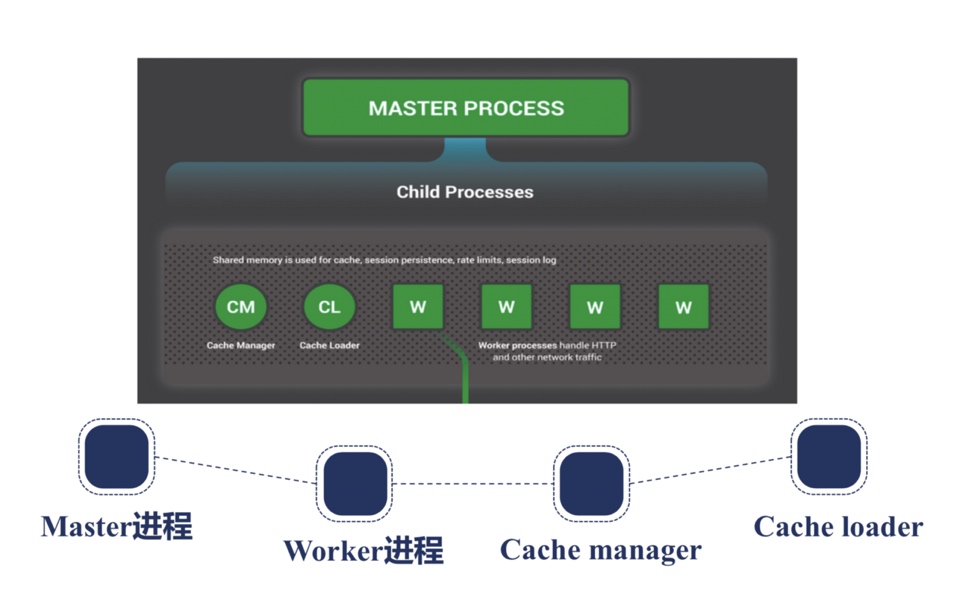 MASTER PROCESS
Child Processes
Shared memory is used for cache, session persistence, rate limits, session log
CM
CL
W
W
W
W
Cache Manager
Cache Loader
Worker processes handle HTTP
and other network traffic
Master进程
Worker进程
Cache manager
Cache loader